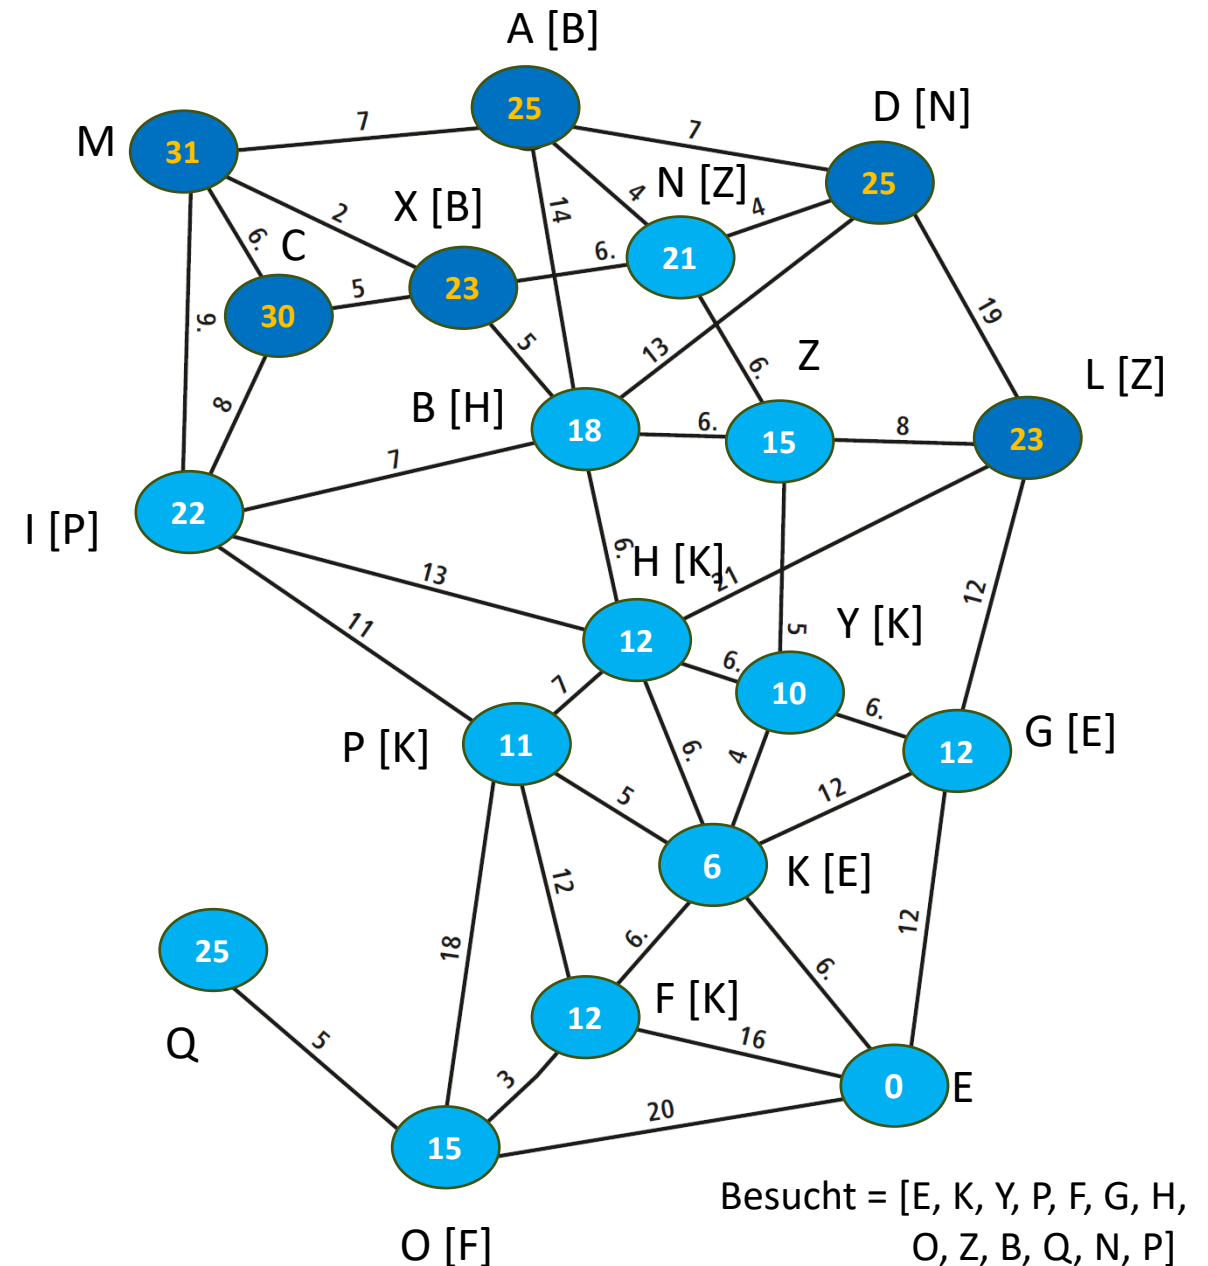 A [B]
25
D [N]
7
7
M
31
25
N [Z]
4
4
X [B]
2
14
6.
C
6.
21
23
5
30
9.
19
5
13
6.
Z
L [Z]
8
B [H]
18
6.
15
8
23
7
22
I [P]
6.
H [K]
21
13
12
5
Y [K]
11
12
6.
10
7
6.
G [E]
P [K]
11
6.
4
12
5
12
6
K [E]
12
12
25
18
6.
6.
F [K]
12
16
Q
5
3
0
E
20
15
Besucht = [E, K, Y, P, F, G, H,
O, Z, B, Q, N, P]
O [F]